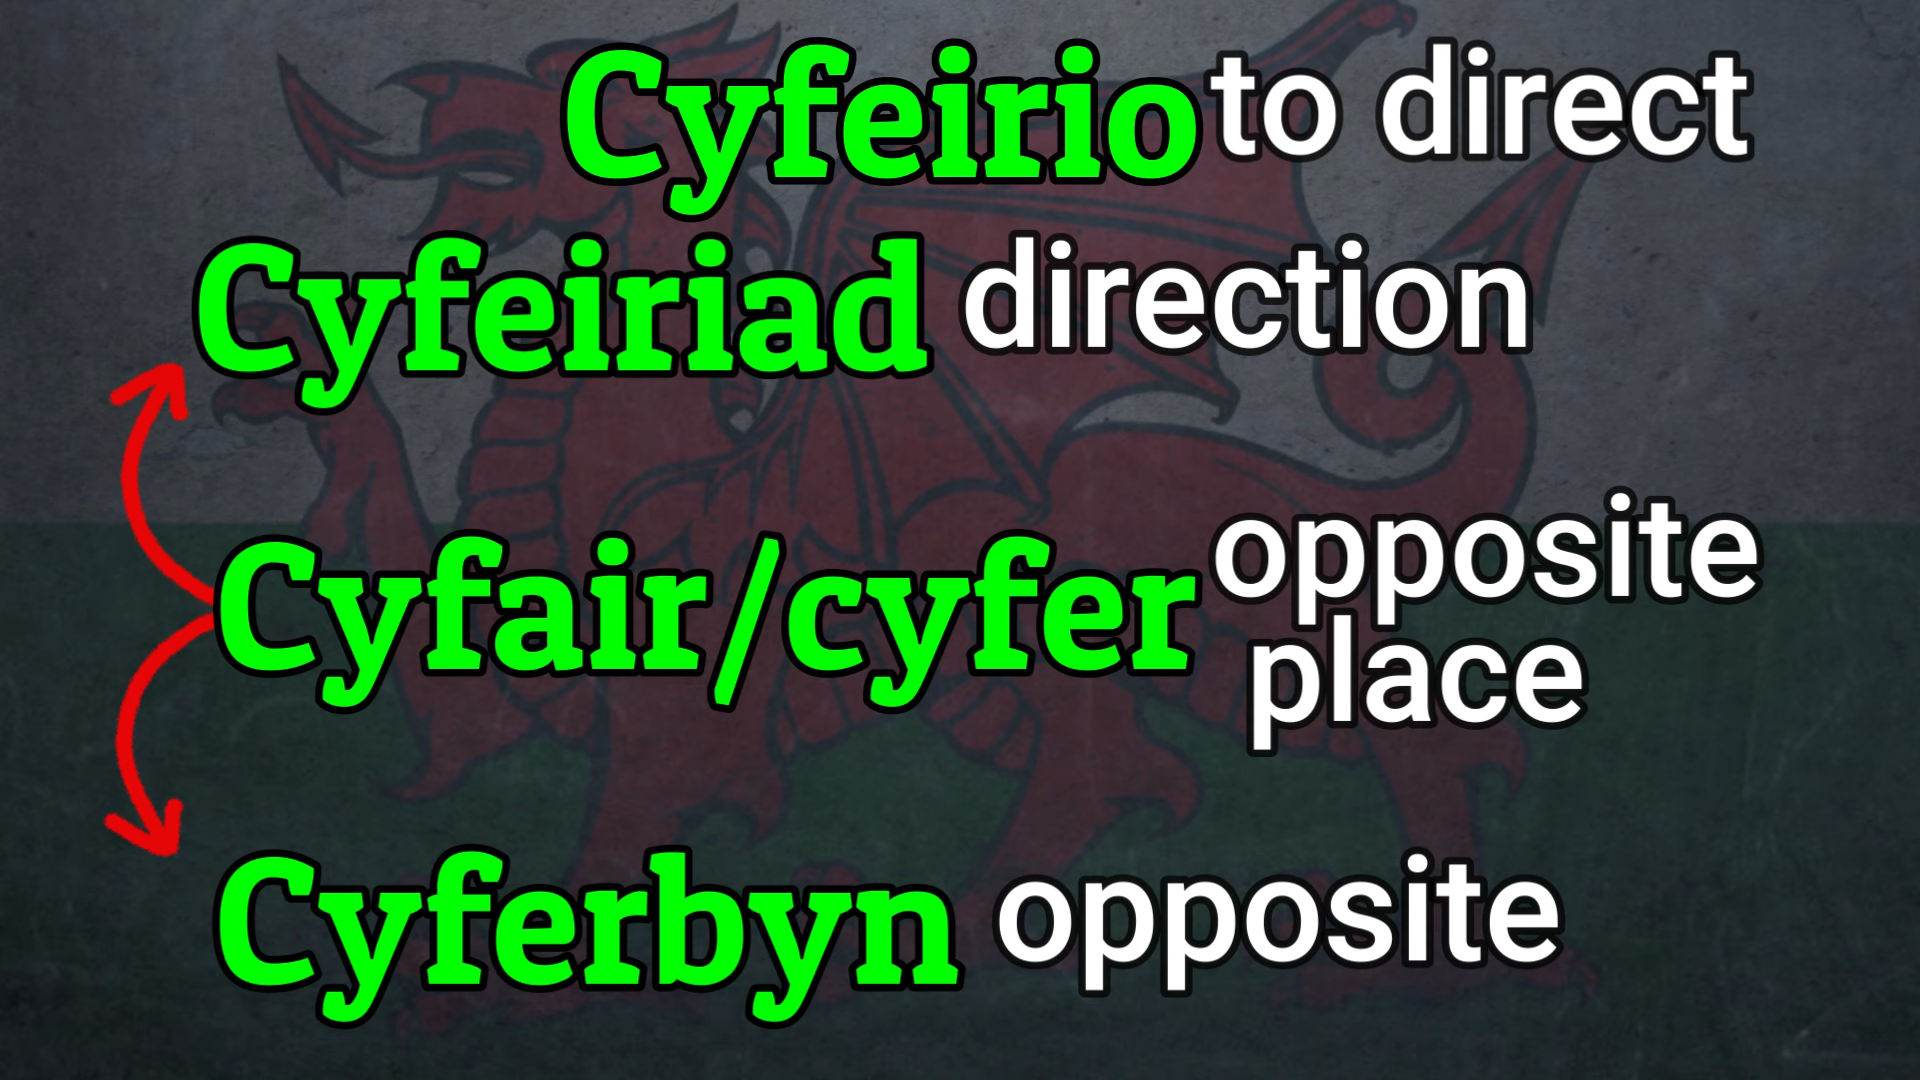 Cyfeirio to direct
Cyfeiriad direction
Cyfair/cyfer opposite place
Cyferbyn opposite